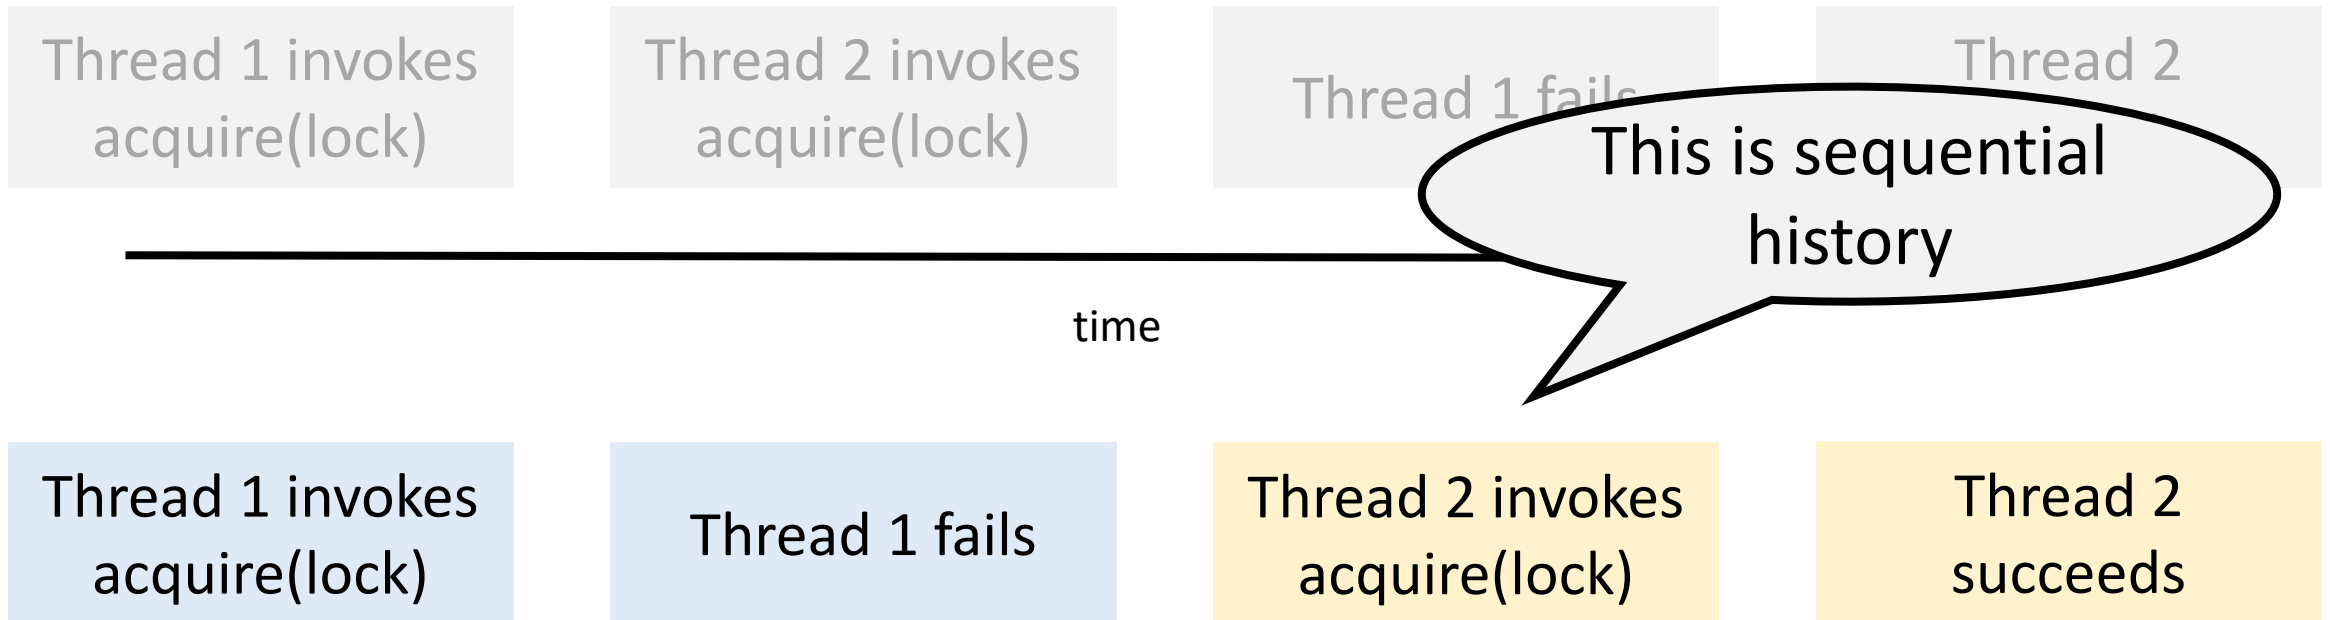 Thread 1 invokes
acquire(lock)
Thread 2 invokes
acquire(lock)
Thread 1 fails
Thread 2
This is sequential
history
time
Thread 1 invokes
acquire(lock)
Thread 1 fails
Thread 2 invokes
acquire(lock)
Thread 2
succeeds